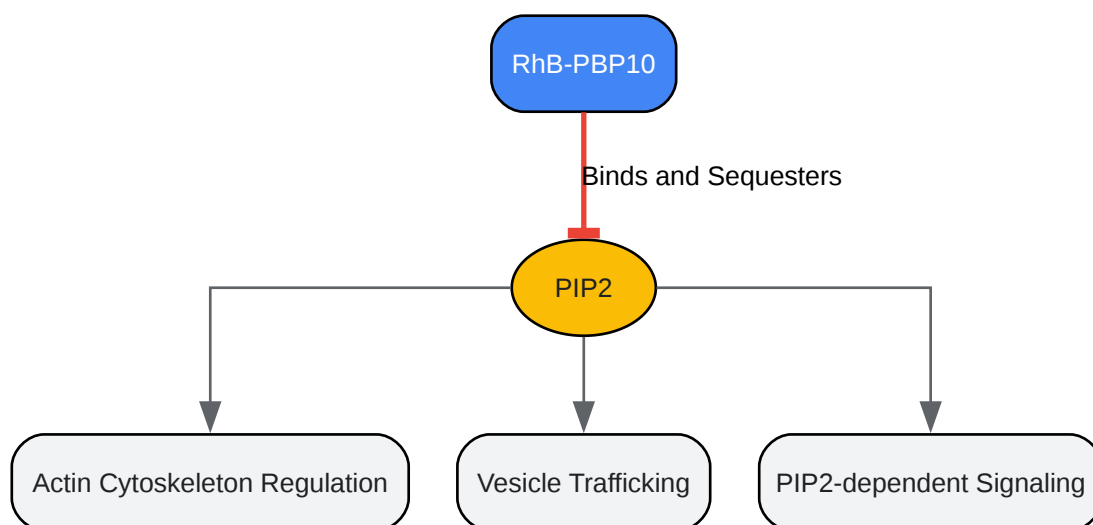 RhB-PBP10
Binds and Sequesters
PIP2
Actin Cytoskeleton Regulation
Vesicle Trafficking
PIP2-dependent Signaling